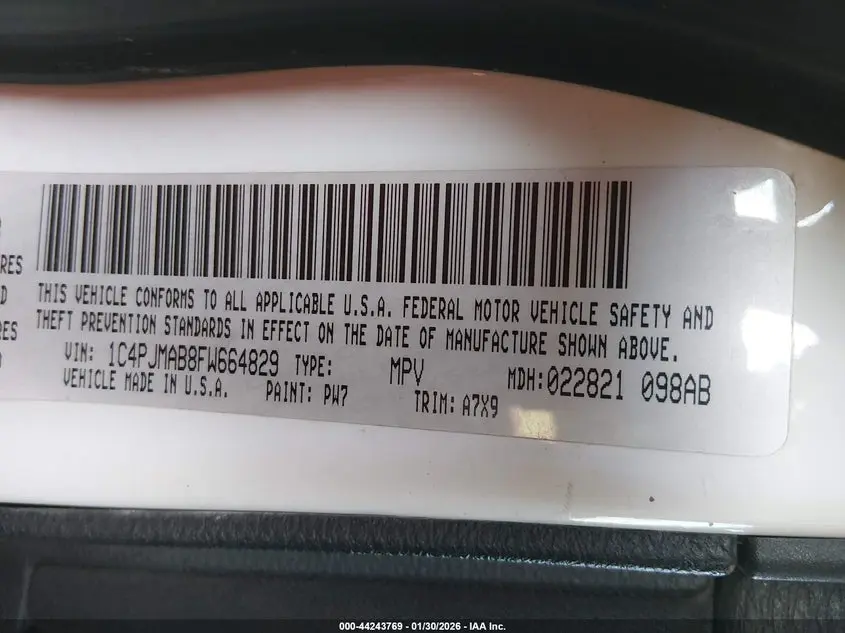 RES
D
RES
THIS VEHICLE CONFORMS TO ALL APPLICABLE U.S.A. FEDERAL MOTOR VEHICLE SAFETY AND
THEFT PREVENTION STANDARDS IN EFFECT ON THE DATE OF MANUFACTURE SHOWN ABOVE.
VIN: 1C4PJMAB8FW664829 TYPE: MPV MDH:022821 098AB
VEHICLE MADE IN U.S.A. PAINT: PW7 TRIM: A7X9
000-44243769 — 01/30/2026 — IAA Inc.